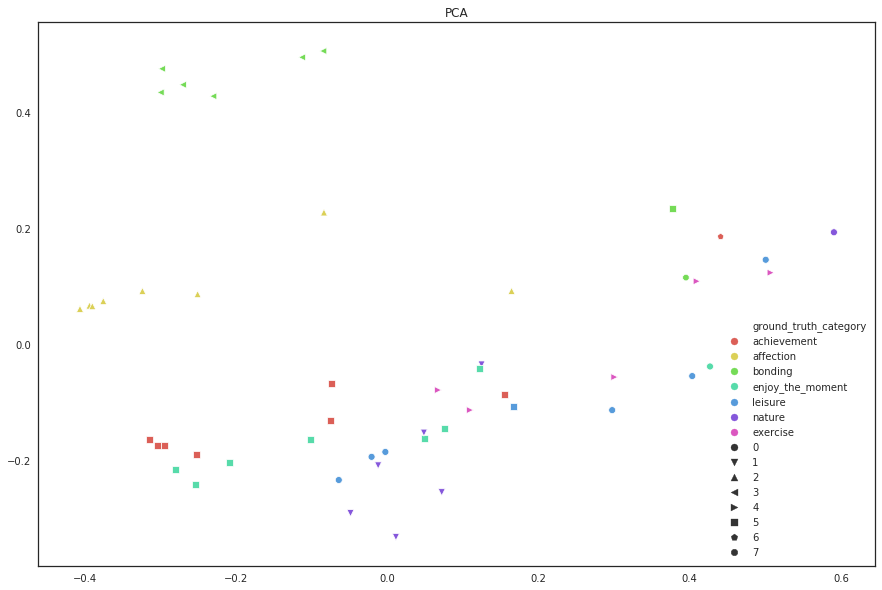 PCA
0.4
0.2
0.0
−0.2
−0.4
−0.2
0.0
0.2
0.4
0.6
ground_truth_category
achievement
affection
bonding
enjoy_the_moment
leisure
nature
exercise
0
1
2
3
4
5
6
7